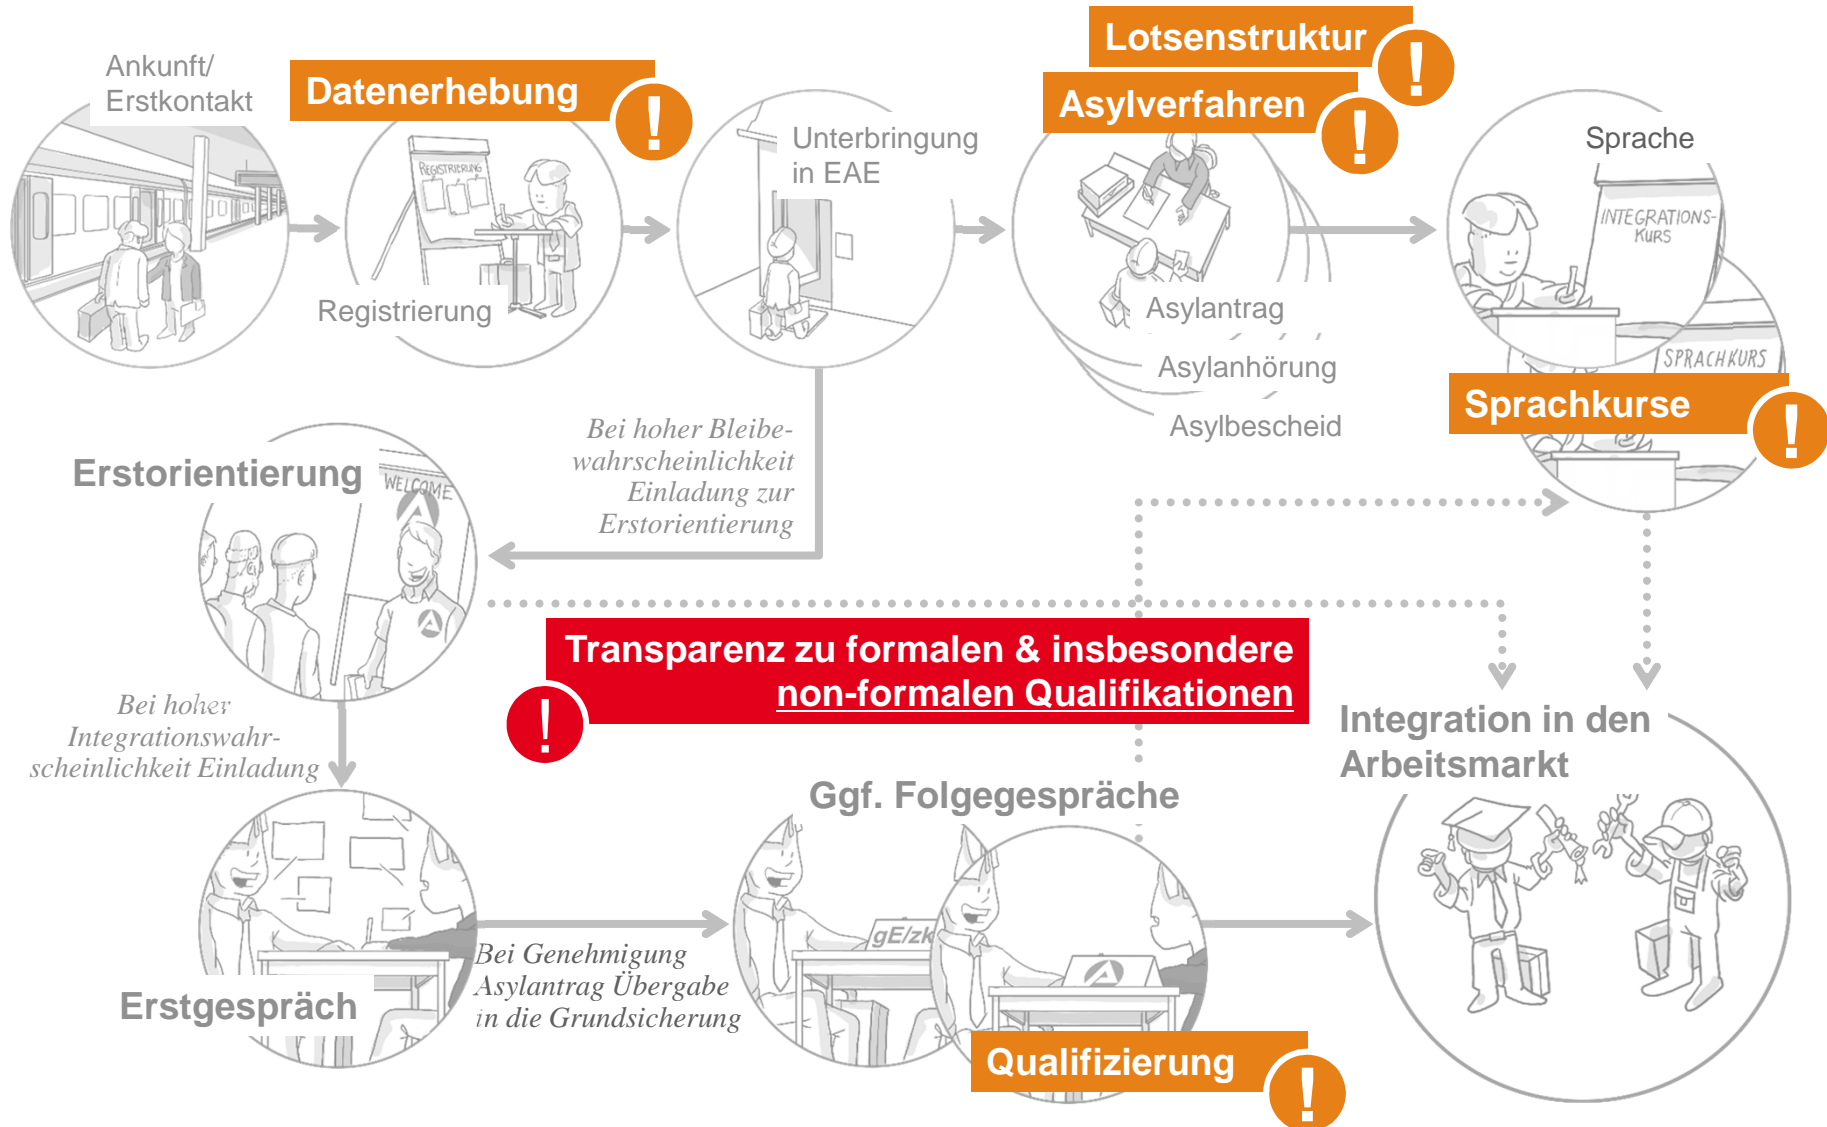 Ankunft/
Erstkontakt
Datenerhebung
!
REGISTRIERUNG
Registrierung
Unterbringung
in EAE
Lotsenstruktur
!
Asylverfahren
!
Asylantrag
Asylanhörung
Asylbescheid
Sprache
INTEGRATIONS-
KURS
SPRACHKURS
Sprachkurse
!
Bei hoher Bleibe-
wahrscheinlichkeit
Einladung zur
Erstorientierung
Erstorientierung
WELCOME
Transparenz zu formalen & insbesondere
non-formalen Qualifikationen
!
Bei hoher
Integrationswahr-
scheinlichkeit Einladung
Erstgespräch
Bei Genehmigung
Asylantrag Übergabe
in die Grundsicherung
Ggf. Folgegespräche
gE/zk
Qualifizierung
!
Integration in den
Arbeitsmarkt